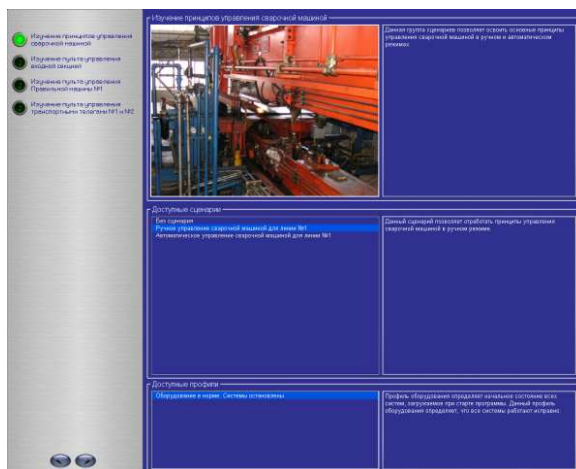 Изучение принципов управления
сварочной машиной
Изучение пульта управления
входной секцией
Изучение пульта управления
Правильной машины №1
Изучение пульта управления
транспортными телегами №1 и №2
Изучение принципов управления сварочной машиной
Данная группа сценариев позволяет освоить основные принципы
управления сварочной машиной в ручном и автоматическом
режимах.
Доступные сценарии
Без сценария
Ручное управление сварочной машиной для линии №1
Автоматическое управление сварочной машиной для линии №1
Данный сценарий позволяет отработать принципы управления
сварочной машиной в ручном режиме.
Доступные профили
Оборудование в норме. Системы остановлены
Профиль оборудования определяет начальное состояние всех
систем, загружаемое при старте программы. Данный профиль
оборудования определяет, что все системы работают исправно.